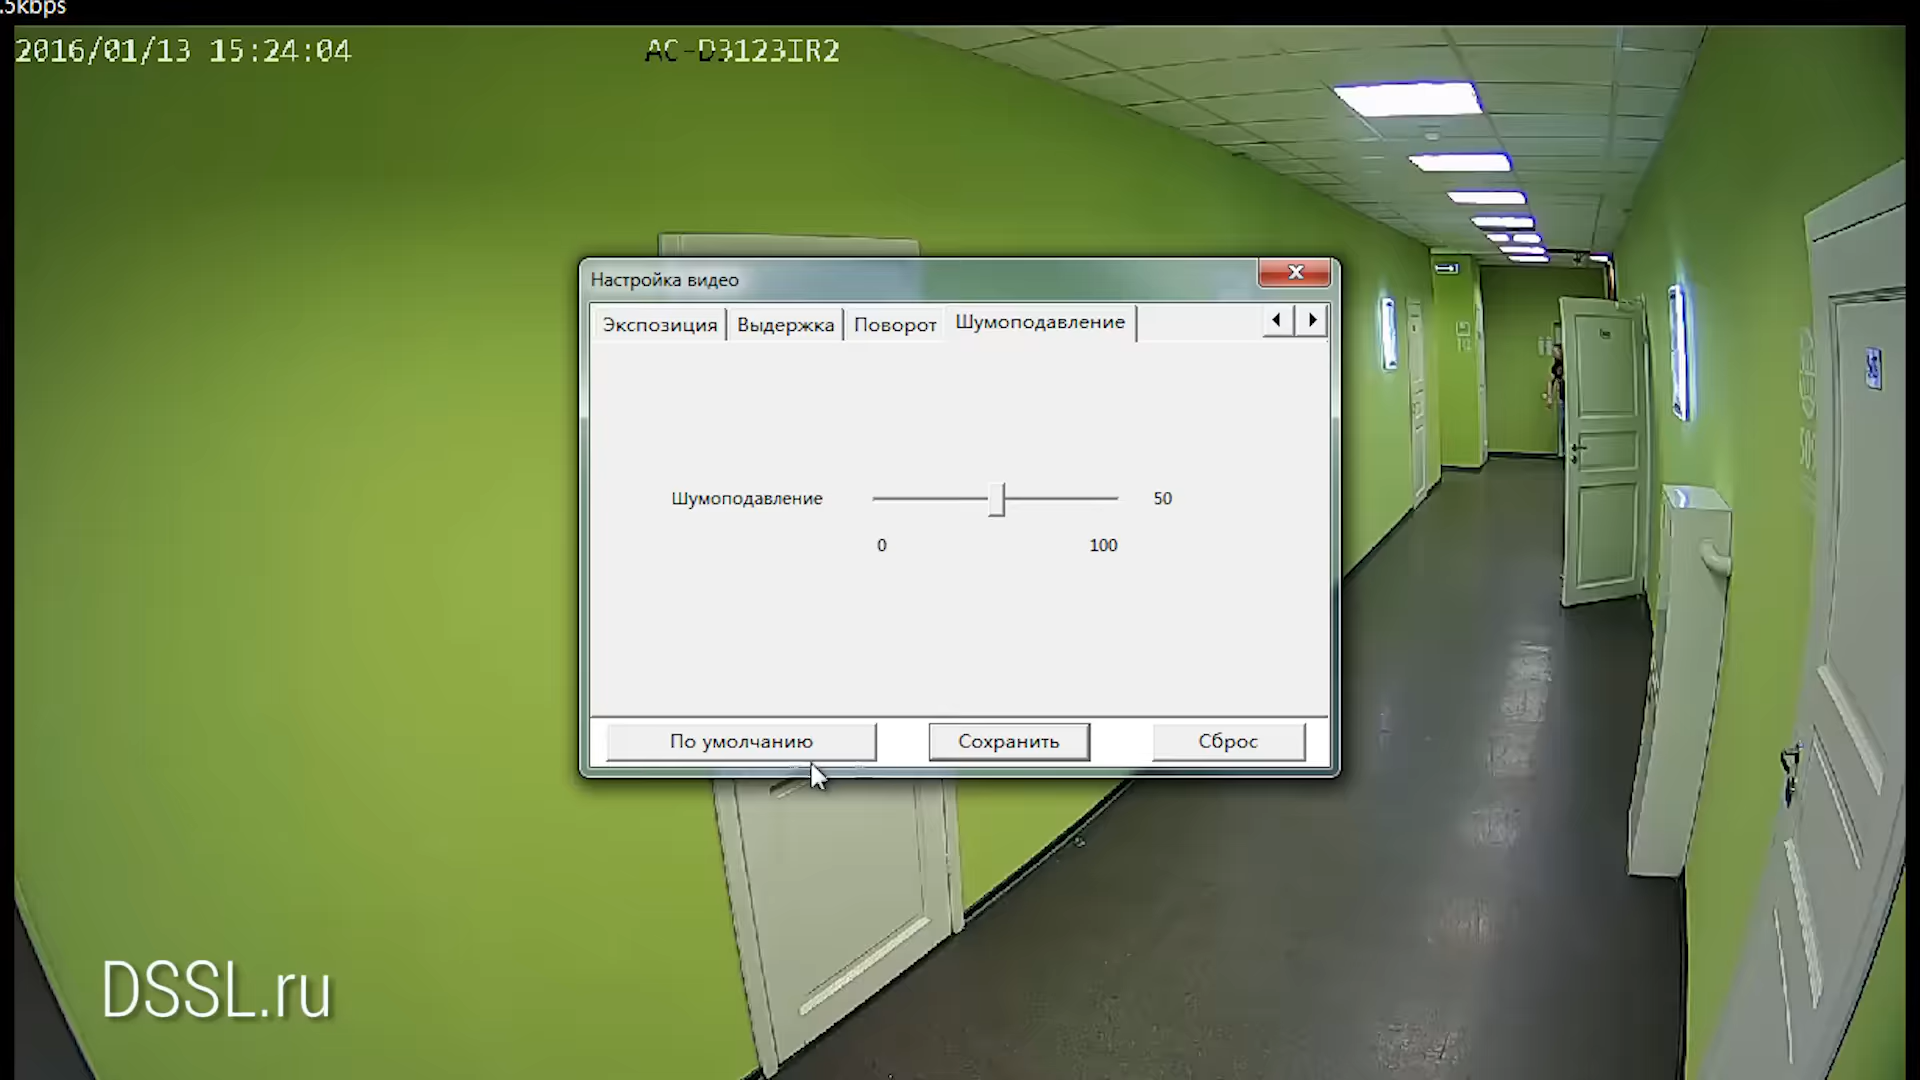 .5kbps
2016/01/13 15:24:04
AC-D3123IR2
Настройка видео
Экспозиция Выдержка Поворот Шумоподавление
Шумоподавление 50
0 100
По умолчанию Сохранить Сброс
DSSL.ru